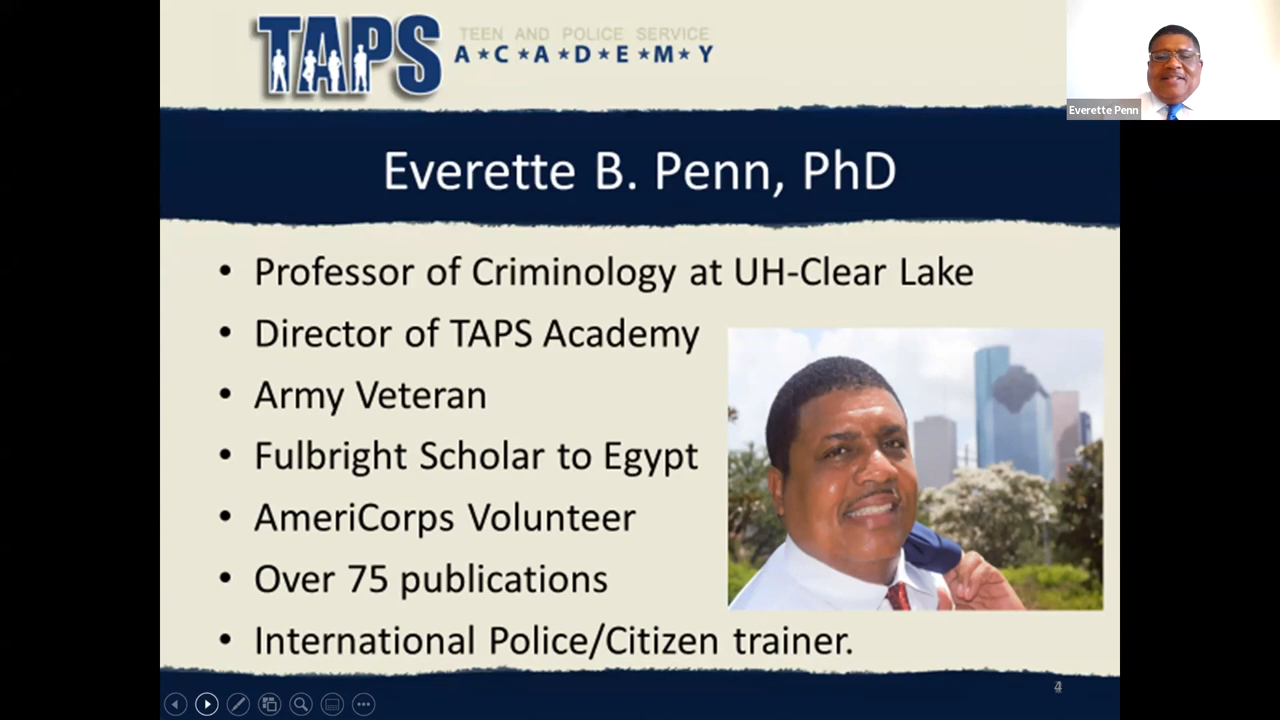 TAPS
TEEN AND POLICE SERVICE
A★C★A★D★E★M★Y
Everette Penn
Everette B. Penn, PhD
• Professor of Criminology at UH-Clear Lake
• Director of TAPS Academy
• Army Veteran
• Fulbright Scholar to Egypt
• AmeriCorps Volunteer
• Over 75 publications
• International Police/Citizen trainer.
4